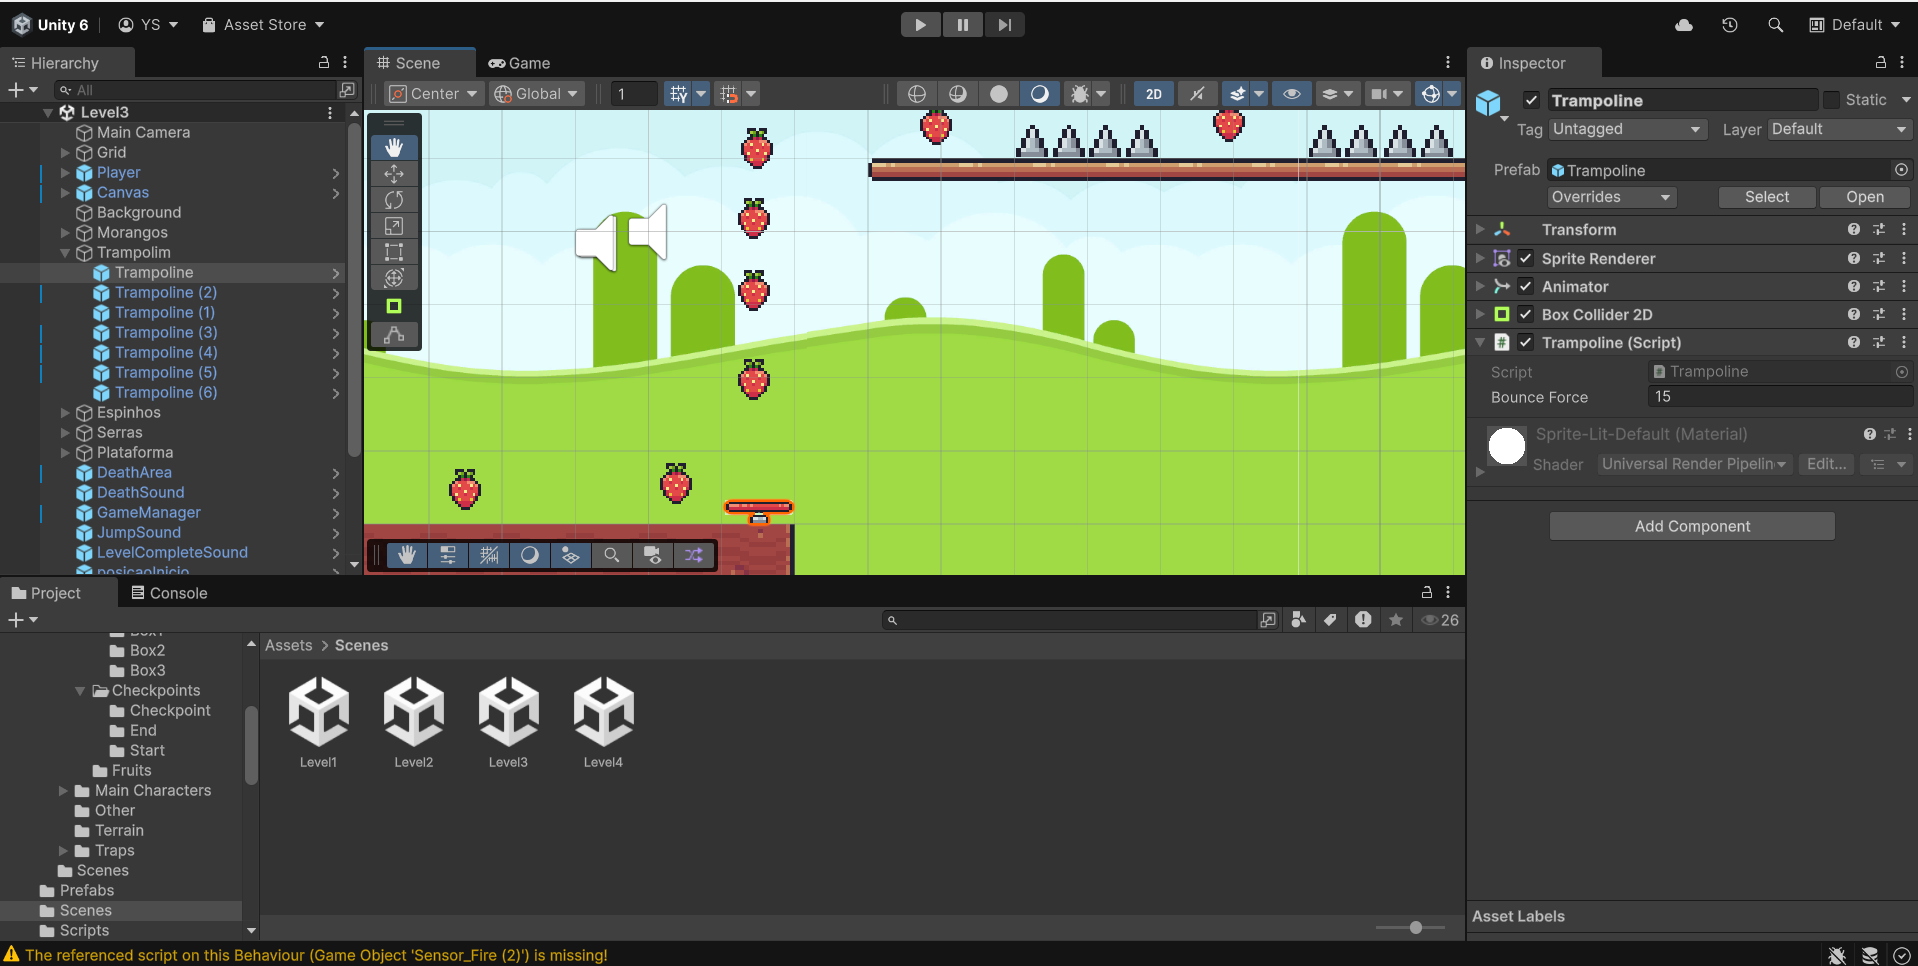 Unity 6
YS
Asset Store
Default
Hierarchy
All
Level3
Main Camera
Grid
Player
Canvas
Background
Morangos
Trampolim
Trampoline
Trampoline (2)
Trampoline (1)
Trampoline (3)
Trampoline (4)
Trampoline (5)
Trampoline (6)
Espinhos
Serras
Plataforma
DeathArea
DeathSound
GameManager
JumpSound
LevelCompleteSound
posicaoInicio
Scene
Game
Center
Global
1
2D
Inspector
Trampoline
Static
Tag
Untagged
Layer
Default
Prefab
Trampoline
Overrides
Select
Open
Transform
Sprite Renderer
Animator
Box Collider 2D
Trampoline (Script)
Script
Trampoline
Bounce Force
15
Sprite-Lit-Default (Material)
Shader
Universal Render Pipelin
Edit...
Add Component
Asset Labels
Project
Console
26
Box1
Box2
Box3
Checkpoints
Checkpoint
End
Start
Fruits
Main Characters
Other
Terrain
Traps
Scenes
Prefabs
Scenes
Scripts
Assets > Scenes
Level1
Level2
Level3
Level4
The referenced script on this Behaviour (Game Object 'Sensor_Fire (2)') is missing!